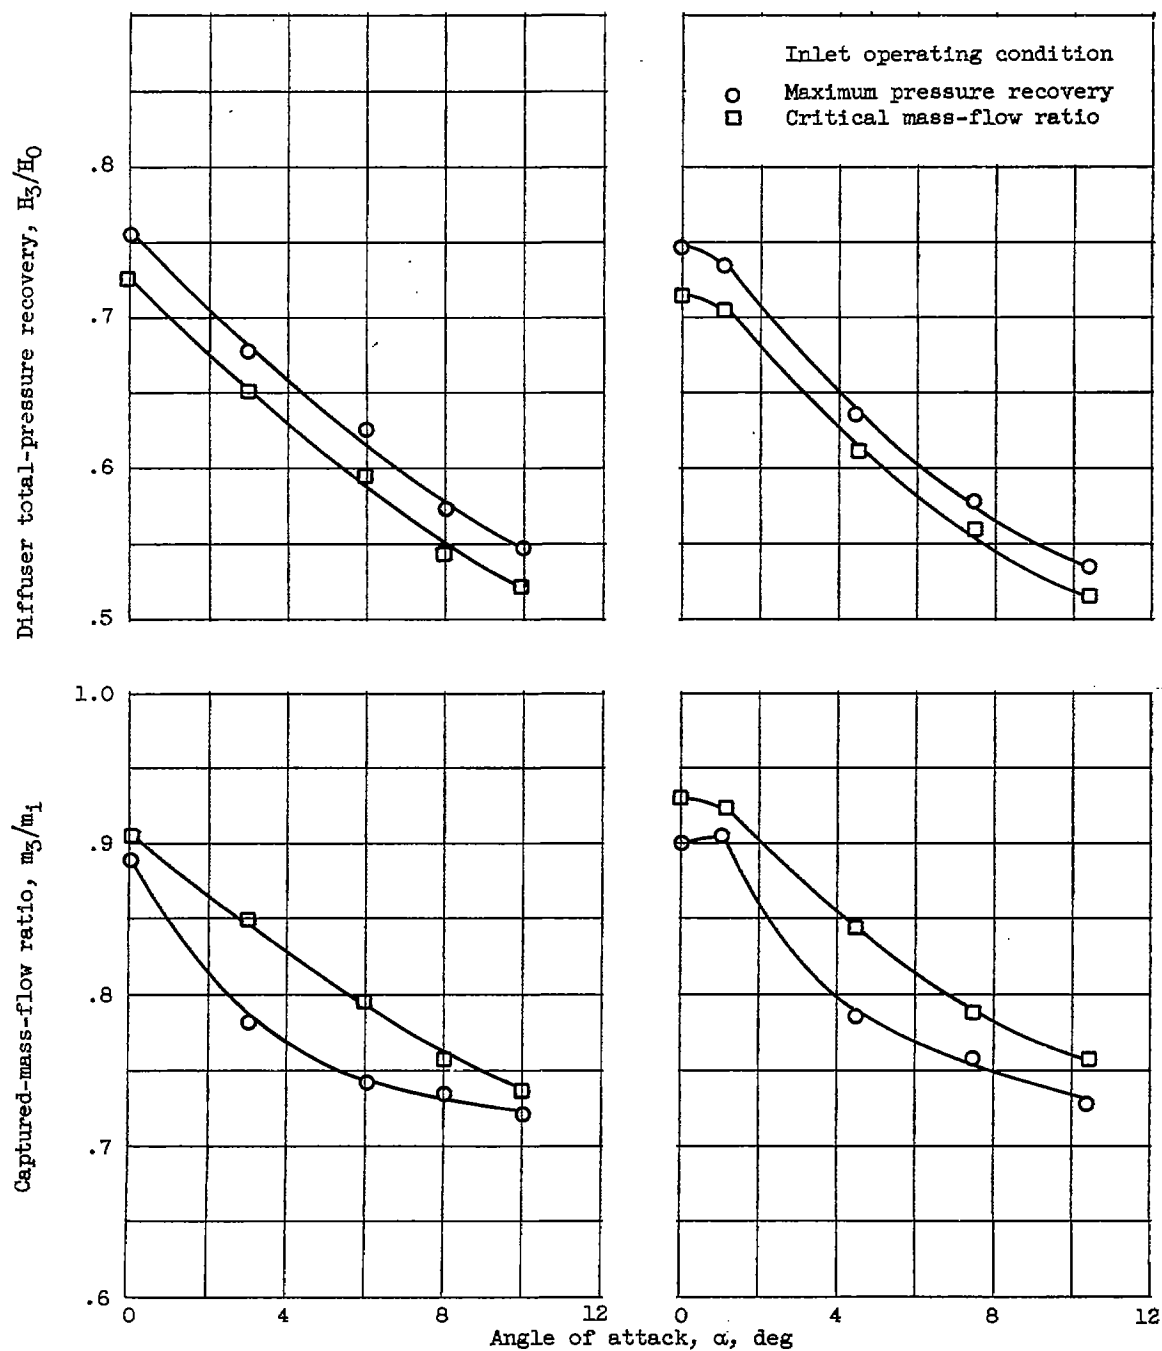 Inlet operating condition
Maximum pressure recovery
Critical mass-flow ratio
Diffuser total-pressure recovery, H3/H0
.8
.7
.6
.5
Captured-mass-flow ratio, m3/mi
1.0
.9
.8
.7
.6
0 4 8 12
0 4 8 12
Angle of attack, α, deg